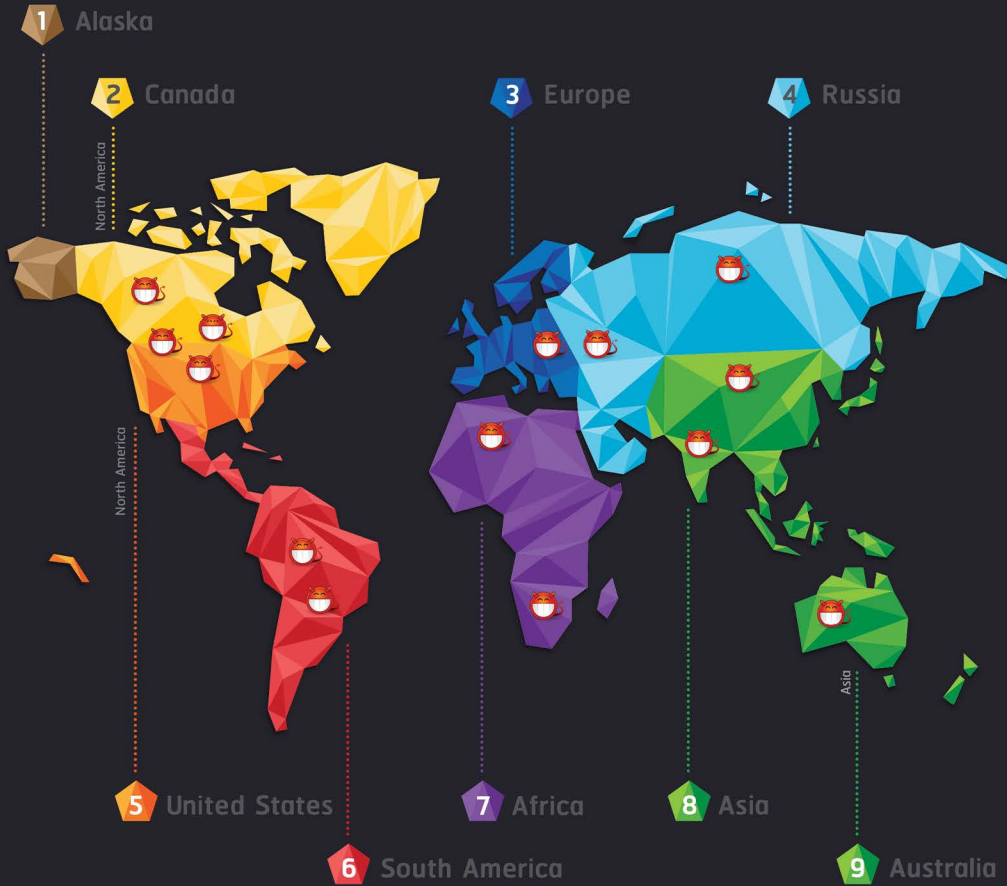 1 Alaska
2 Canada
3 Europe
4 Russia
North America
North America
Asia
5 United States
7 Africa
8 Asia
6 South America
9 Australia